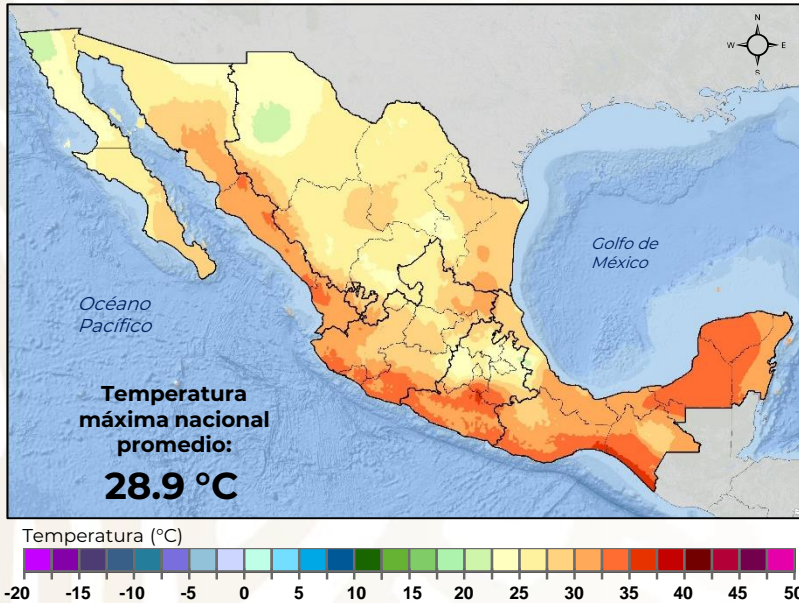 N
W
E
S
Golfo de
México
Océano
Pacífico
Temperatura
máxima nacional
promedio:
28.9 °C
Temperatura (°C)
-20 -15 -10 -5 0 5 10 15 20 25 30 35 40 45 50